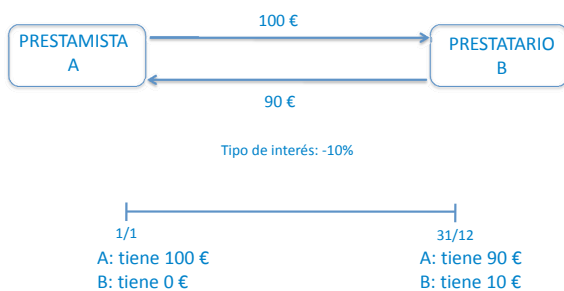 100 €
PRESTAMISTA
A
PRESTATARIO
B
90 €
Tipo de interés: -10%
1/1
31/12
A: tiene 100 €
B: tiene 0 €
A: tiene 90 €
B: tiene 10 €